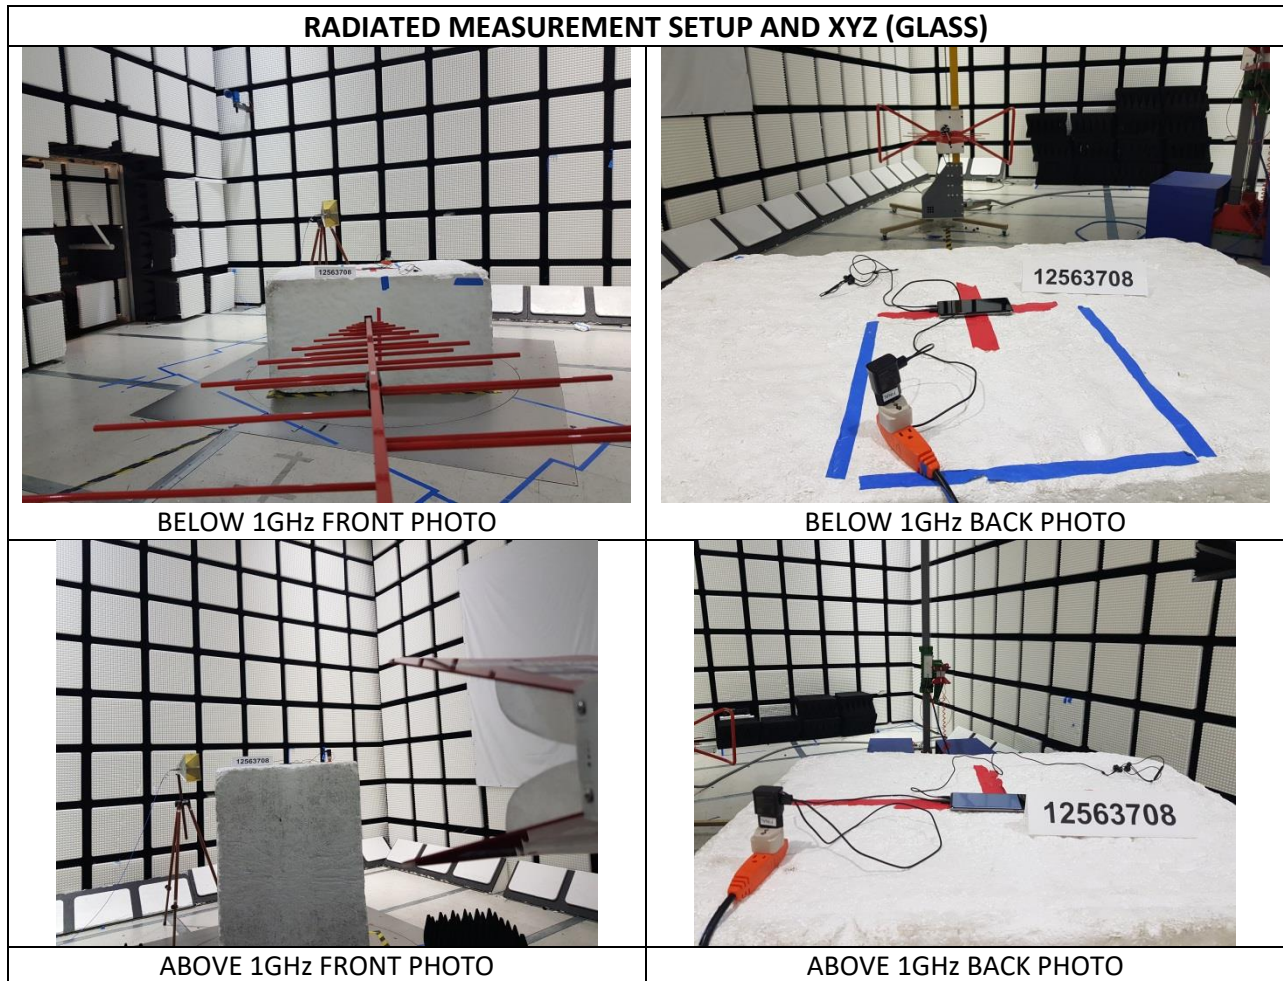 RADIATED MEASUREMENT SETUP AND XYZ (GLASS)
12563708
12563708
BELOW 1GHz FRONT PHOTO
BELOW 1GHz BACK PHOTO
12563708
12563708
ABOVE 1GHz FRONT PHOTO
ABOVE 1GHz BACK PHOTO